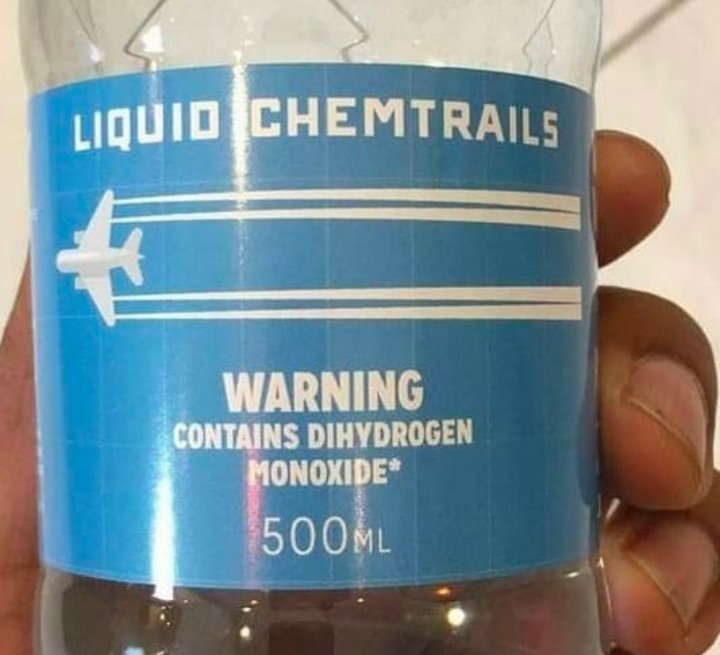 LIQUID CHEMTRAILS
WARNING
CONTAINS DIHYDROGEN
MONOXIDE*
500ML